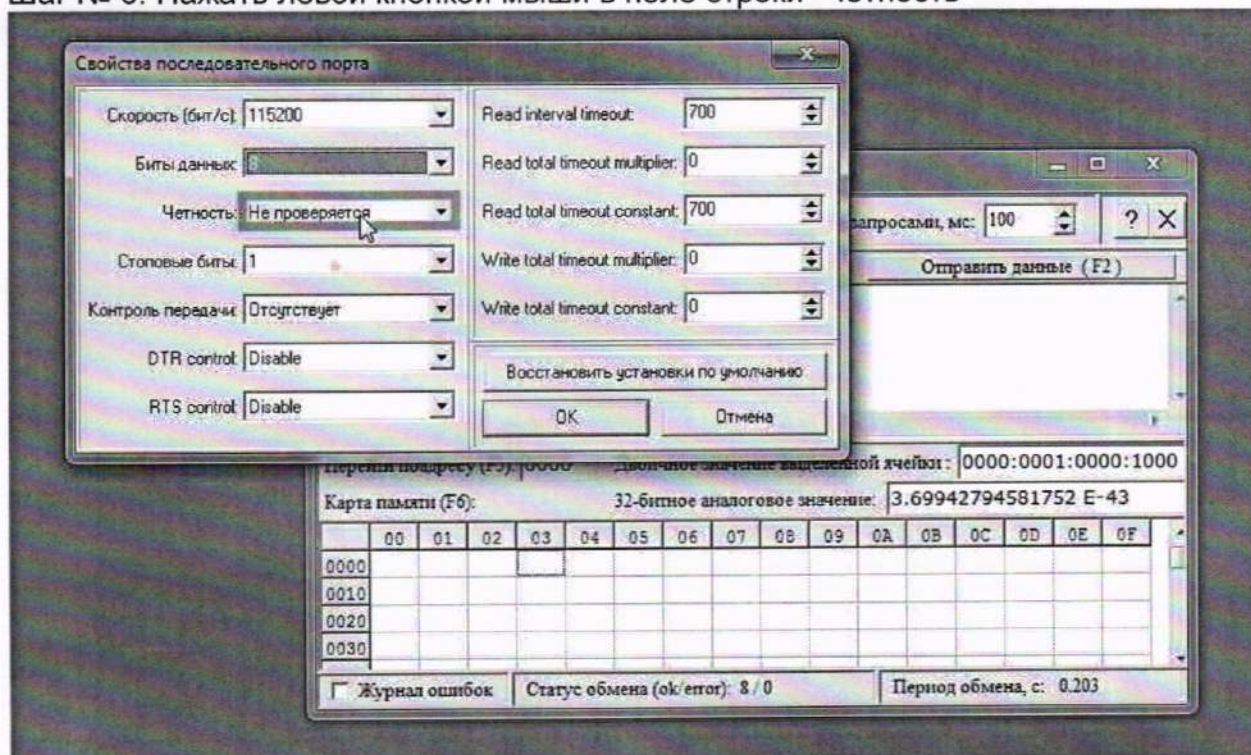 Свойства последовательного порта
Скорость (бит/с): 115200
Биты данных: 8
Четность: Не проверяется
Стоповые биты: 1
Контроль передачи: Отсутствует
DTR control: Disable
RTS control: Disable
Read interval timeout: 700
Read total timeout multiplier: 0
Read total timeout constant: 700
Write total timeout multiplier: 0
Write total timeout constant: 0
Восстановить установки по умолчанию
OK Отмена
запросами, мс: 100 ?
Отправить данные (F2)
0000:0001:0000:1000
Карта памяти (F6): 32-битное аналоговое значение: 3.69942794581752 E-43
00 01 02 03 04 05 06 07 08 09 0A 0B 0C 0D 0E 0F
0000
0010
0020
0030
Журнал ошибок Статус обмена (ok/error): 8 / 0 Период обмена, с: 0.203